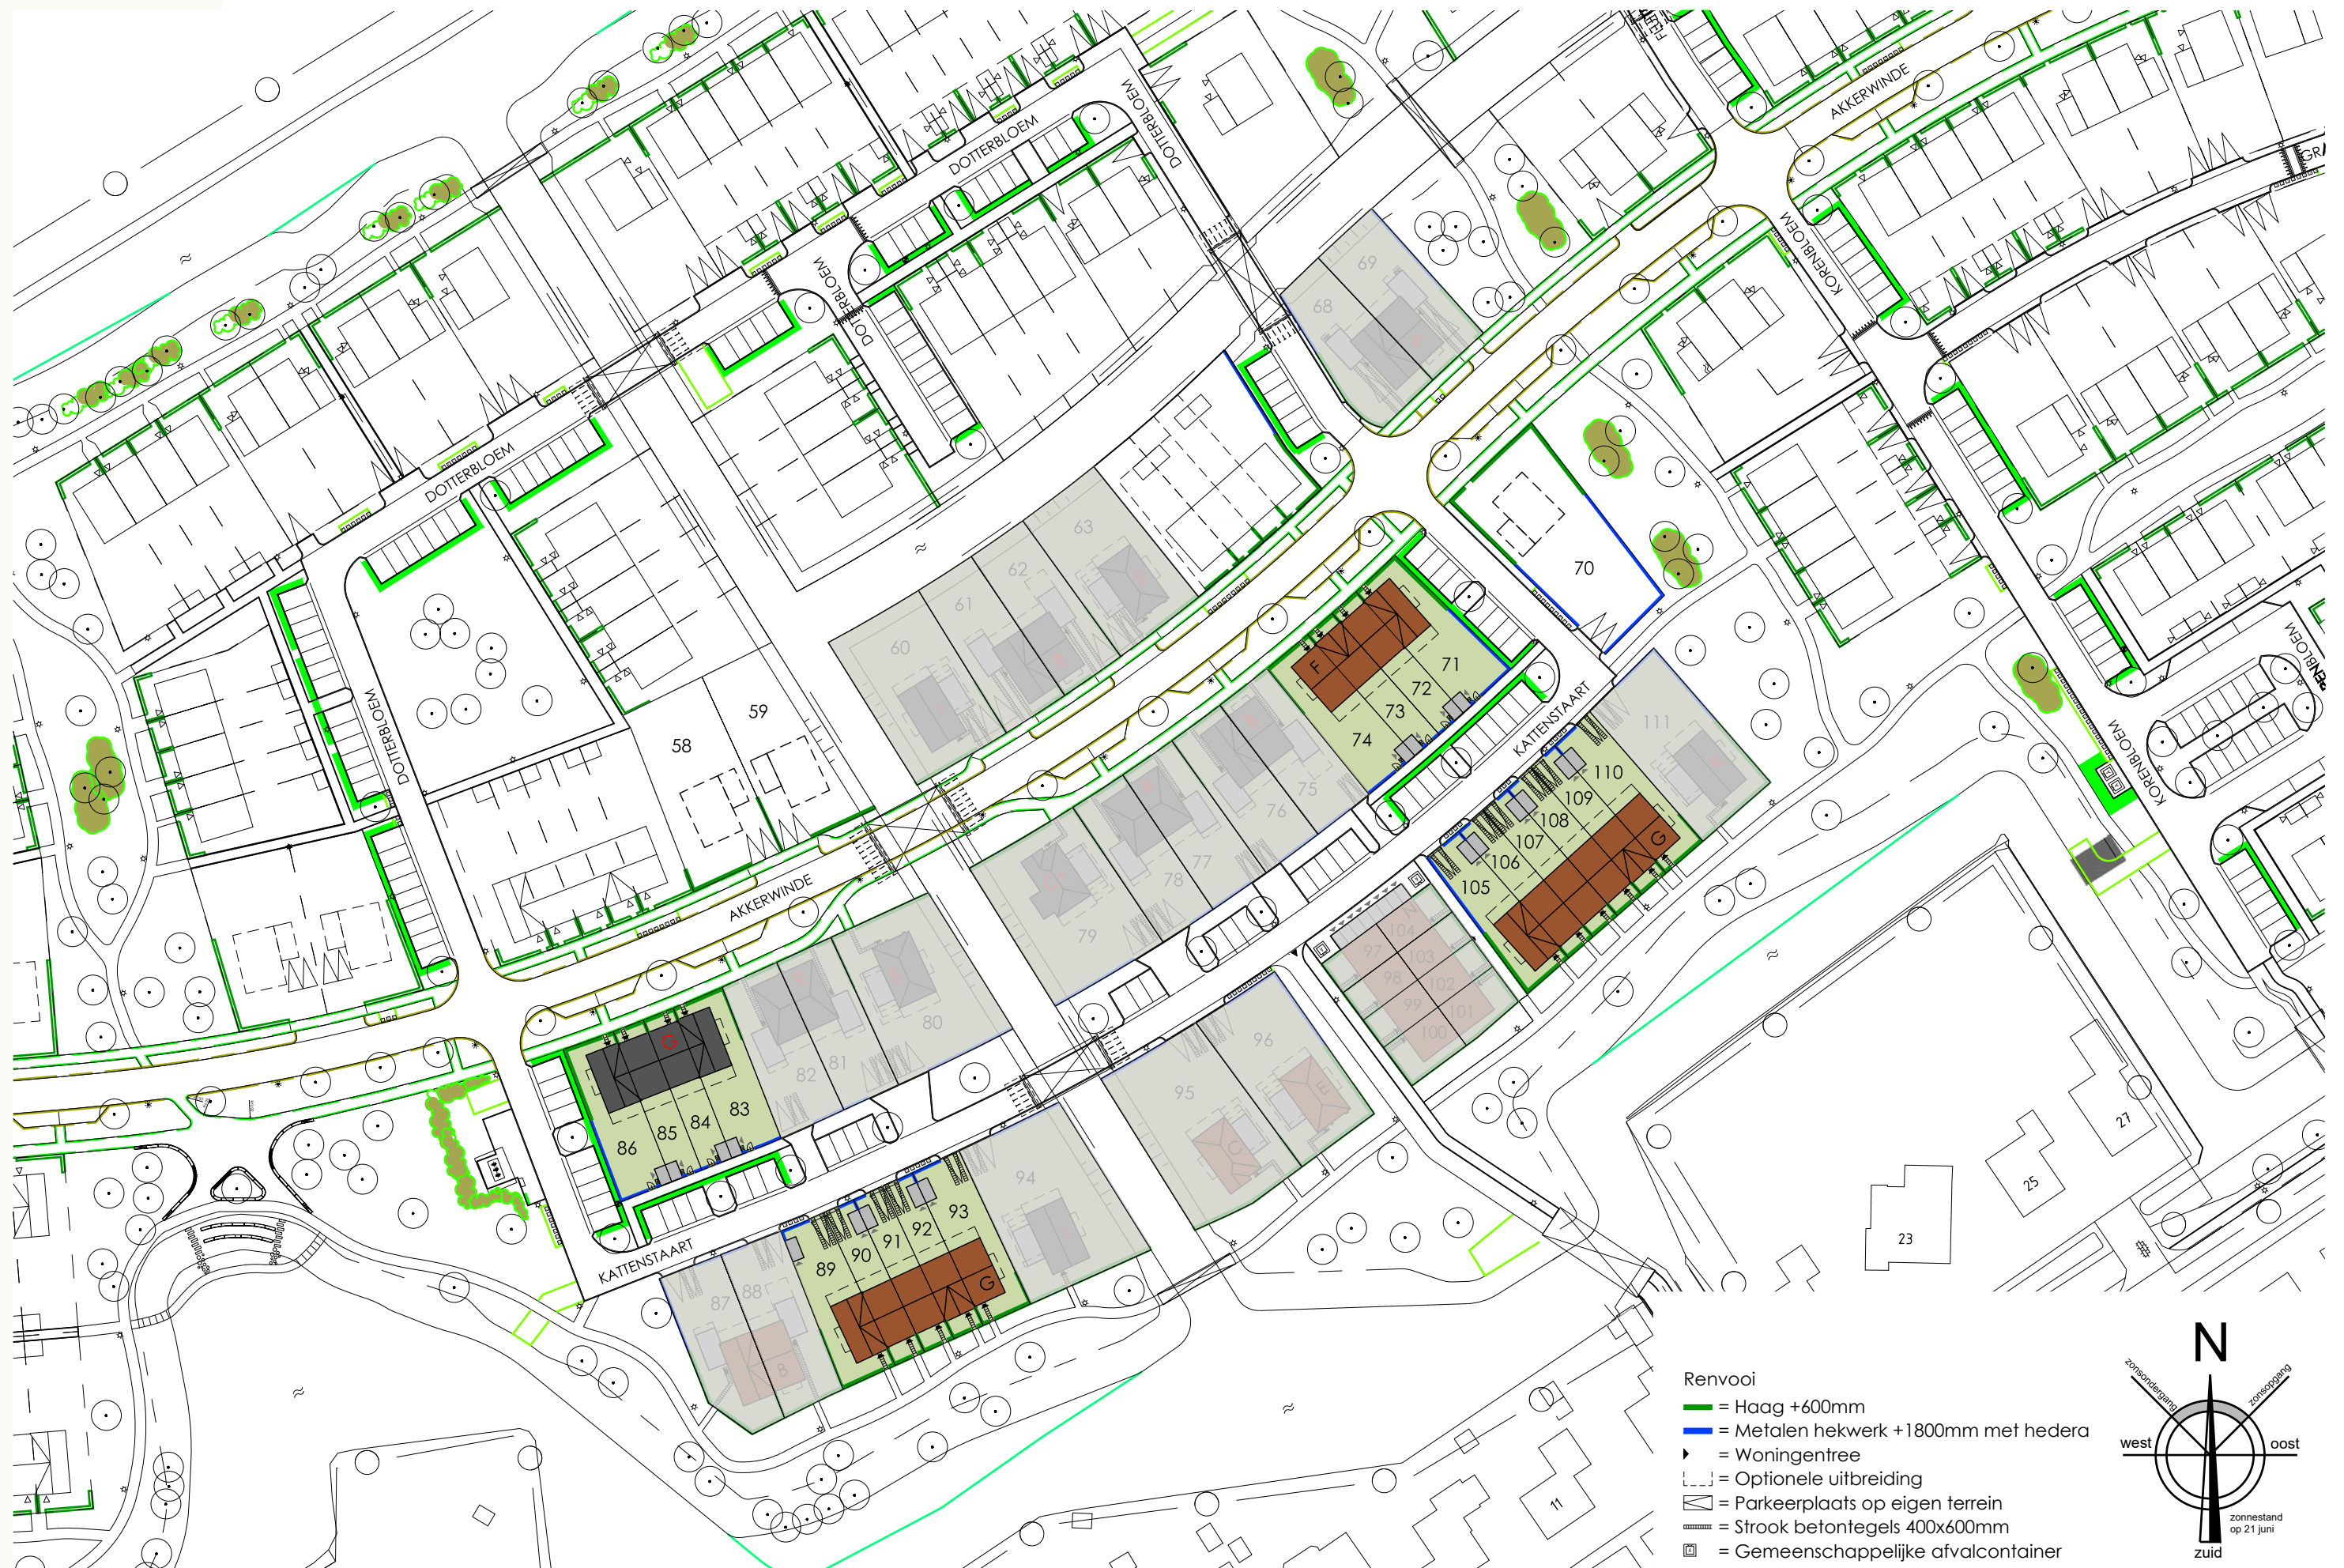 AKKERWINDE
DOTTERBLOEM
DOTTERBLOEM
DOTTERBLOEM
DOTTERBLOEM
DOTTERBLOEM
DOTTERBLOEM
KORENBLOEM
KORENBLOEM
AKKERWINDE
KATTENSTAART
KATTENSTAART
69
68
63
62
61
60
59
58
70
71
72
73
74
F
75
76
77
78
79
80
81
82
83
84
85
86
G
87
88
B
89
90
91
92
93
G
94
95
C
96
E
97
98
99
100
101
102
103
104
105
106
107
108
109
110
G
111
23
25
27
11
Renvooi
= Haag +600mm
= Metalen hekwerk +1800mm met hedera
= Woningentree
= Optionele uitbreiding
= Parkeerplaats op eigen terrein
= Strook betontegels 400x600mm
= Gemeenschappelijke afvalcontainer
N
zonsondergang
zonsopgang
west
oost
zonnestand
op 21 juni
zuid